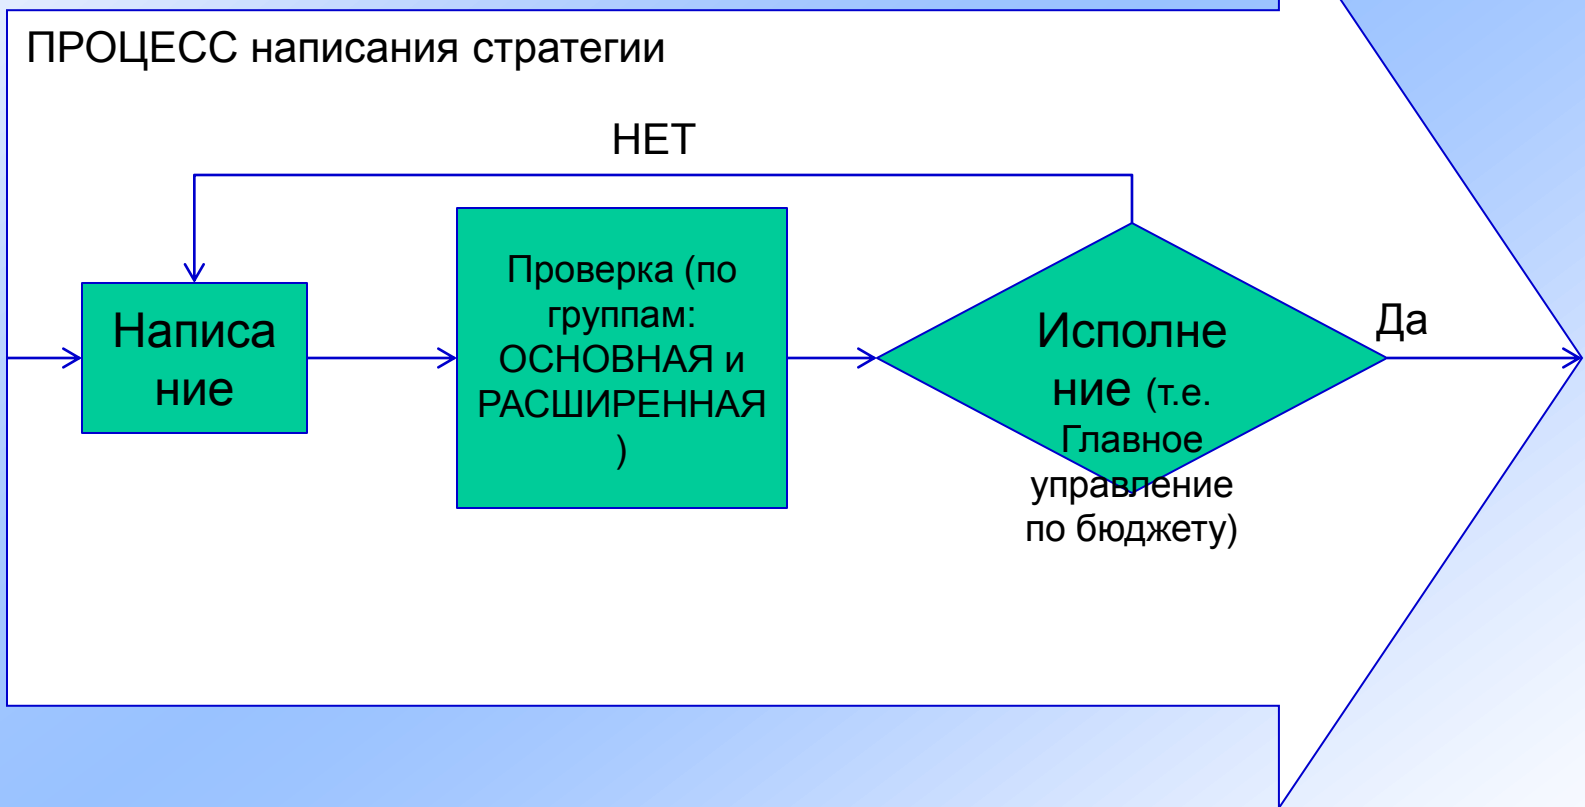 ПРОЦЕСС написания стратегии
НЕТ
Написа
ние
Проверка (по
группам:
ОСНОВНАЯ и
РАСШИРЕННАЯ
)
Исполне
ние (т.е.
Главное
управление
по бюджету)
Да